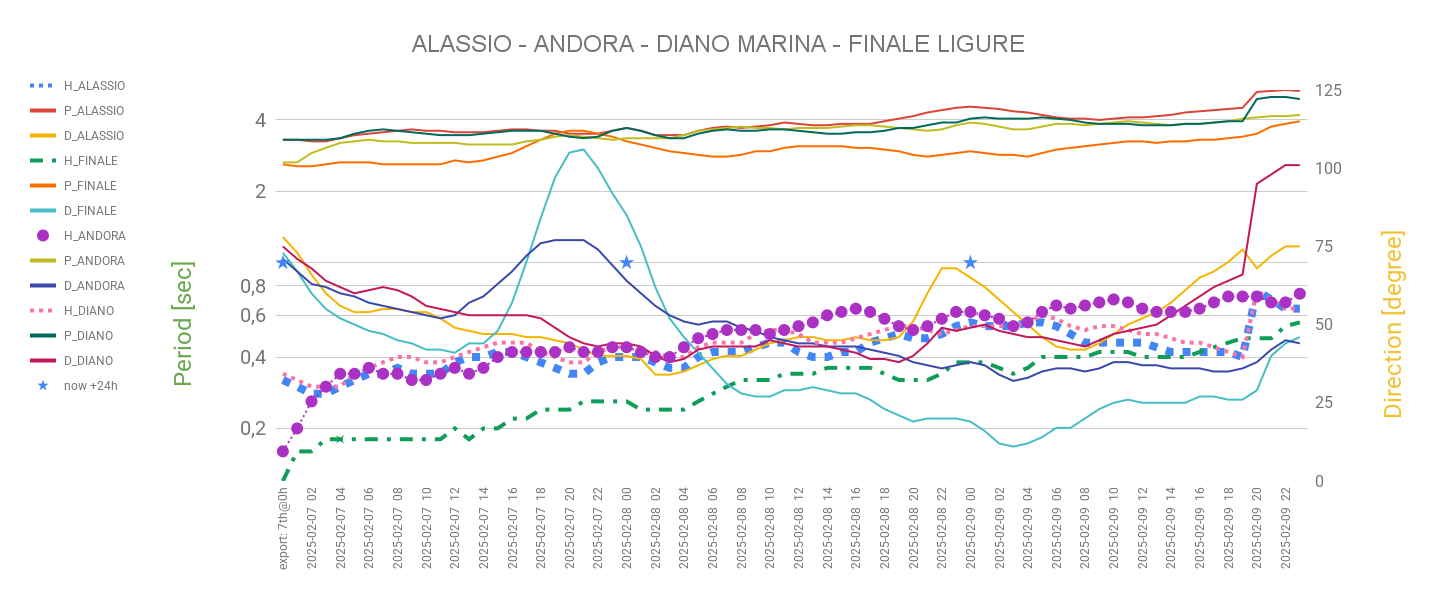 ALASSIO - ANDORA - DIANO MARINA - FINALE LIGURE
H_ALASSIO
P_ALASSIO
D_ALASSIO
H_FINALE
P_FINALE
D_FINALE
H_ANDORA
P_ANDORA
D_ANDORA
H_DIANO
P_DIANO
D_DIANO
now +24h
Period [sec]
4
2
0,8
0,6
0,4
0,2
125
100
75
50
25
0
Direction [degree]
export: 7th@0h
2025-02-07 02
2025-02-07 04
2025-02-07 06
2025-02-07 08
2025-02-07 10
2025-02-07 12
2025-02-07 14
2025-02-07 16
2025-02-07 18
2025-02-07 20
2025-02-07 22
2025-02-08 00
2025-02-08 02
2025-02-08 04
2025-02-08 06
2025-02-08 08
2025-02-08 10
2025-02-08 12
2025-02-08 14
2025-02-08 16
2025-02-08 18
2025-02-08 20
2025-02-08 22
2025-02-09 00
2025-02-09 02
2025-02-09 04
2025-02-09 06
2025-02-09 08
2025-02-09 10
2025-02-09 12
2025-02-09 14
2025-02-09 16
2025-02-09 18
2025-02-09 20
2025-02-09 22